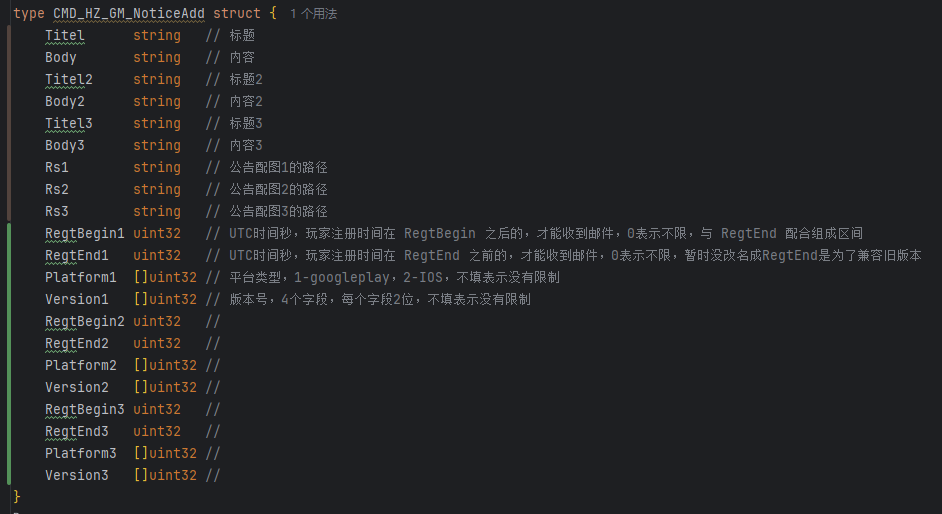 type CMD_HZ_GM_NoticeAdd struct { 1个用法
Titel string // 标题
Body string // 内容
Titel2 string // 标题2
Body2 string // 内容2
Titel3 string // 标题3
Body3 string // 内容3
Rs1 string // 公告配图1的路径
Rs2 string // 公告配图2的路径
Rs3 string // 公告配图3的路径
RegtBegin1 uint32 // UTC时间秒，玩家注册时间在 RegtBegin 之后的，才能收到邮件，0表示不限，与 RegtEnd 配合组成区间
RegtEnd1 uint32 // UTC时间秒，玩家注册时间在 RegtEnd 之前的，才能收到邮件，0表示不限，暂时没改名成RegtEnd是为了兼容旧版本
Platform1 []uint32 // 平台类型，1-googleplay，2-IOS，不填表示没有限制
Version1 []uint32 // 版本号，4个字段，每个字段2位，不填表示没有限制
RegtBegin2 uint32 //
RegtEnd2 uint32 //
Platform2 []uint32 //
Version2 []uint32 //
RegtBegin3 uint32 //
RegtEnd3 uint32 //
Platform3 []uint32 //
Version3 []uint32 //
}